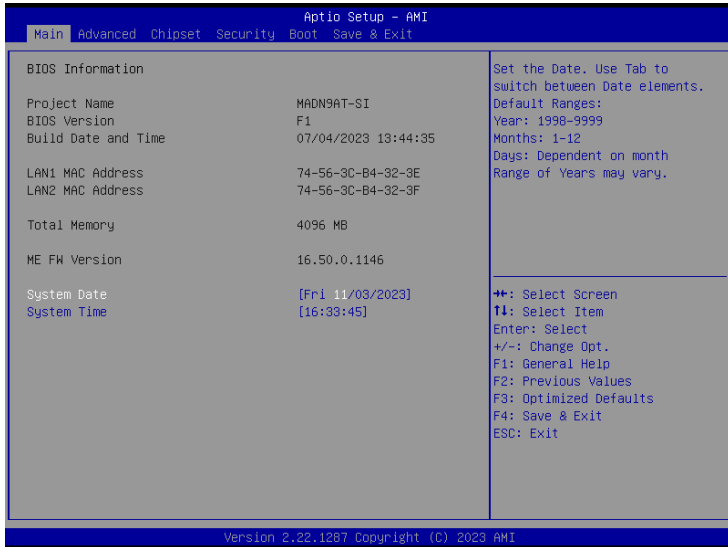 Aptio Setup – AMI
Main Advanced Chipset Security Boot Save & Exit
BIOS Information
Project Name MADN9AT-SI
BIOS Version F1
Build Date and Time 07/04/2023 13:44:35
LAN1 MAC Address 74-56-3C-B4-32-3E
LAN2 MAC Address 74-56-3C-B4-32-3F
Total Memory 4096 MB
ME FW Version 16.50.0.1146
System Date [Fri 11/03/2023]
System Time [16:33:45]
Set the Date. Use Tab to
switch between Date elements.
Default Ranges:
Year: 1998-9999
Months: 1-12
Days: Dependent on month
Range of Years may vary.
→←: Select Screen
↑↓: Select Item
Enter: Select
+/-: Change Opt.
F1: General Help
F2: Previous Values
F3: Optimized Defaults
F4: Save & Exit
ESC: Exit
Version 2.22.1287 Copyright (C) 2023 AMI